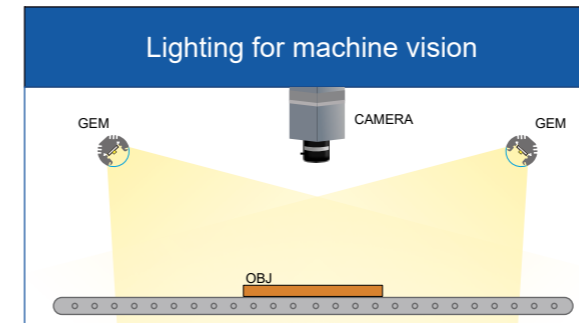 Lighting for machine vision
GEM
CAMERA
GEM
OBJ